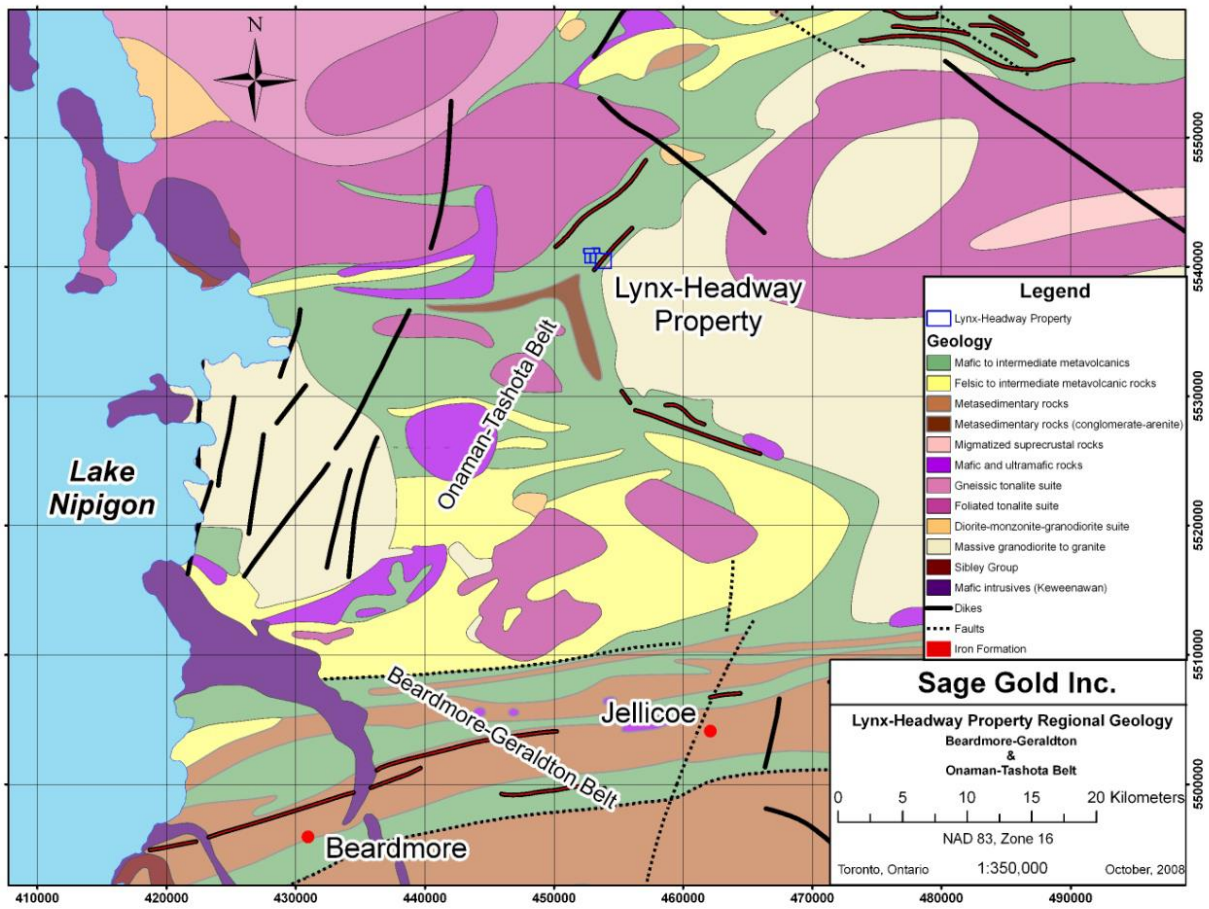 N
Lynx-Headway
Property
Onaman-Tashota Belt
Lake
Nipigon
Beardmore-Geraldton Belt
Jellicoe
Beardmore
Legend
Lynx-Headway Property
Geology
Mafic to intermediate metavolcanics
Felsic to intermediate metavolcanic rocks
Metasedimentary rocks
Metasedimentary rocks (conglomerate-arenite)
Migmatized suprecrustal rocks
Mafic and ultramafic rocks
Gneissic tonalite suite
Foliated tonalite suite
Diorite-monzonite-granodiorite suite
Massive granodiorite to granite
Sibley Group
Mafic intrusives (Keweenawan)
Dikes
Faults
Iron Formation
Sage Gold Inc.
Lynx-Headway Property Regional Geology
Beardmore-Geraldton
&
Onaman-Tashota Belt
0 5 10 15 20 Kilometers
NAD 83, Zone 16
Toronto, Ontario 1:350,000 October, 2008
5550000
5540000
5530000
5520000
5510000
5500000
410000 420000 430000 440000 450000 460000 470000 480000 490000